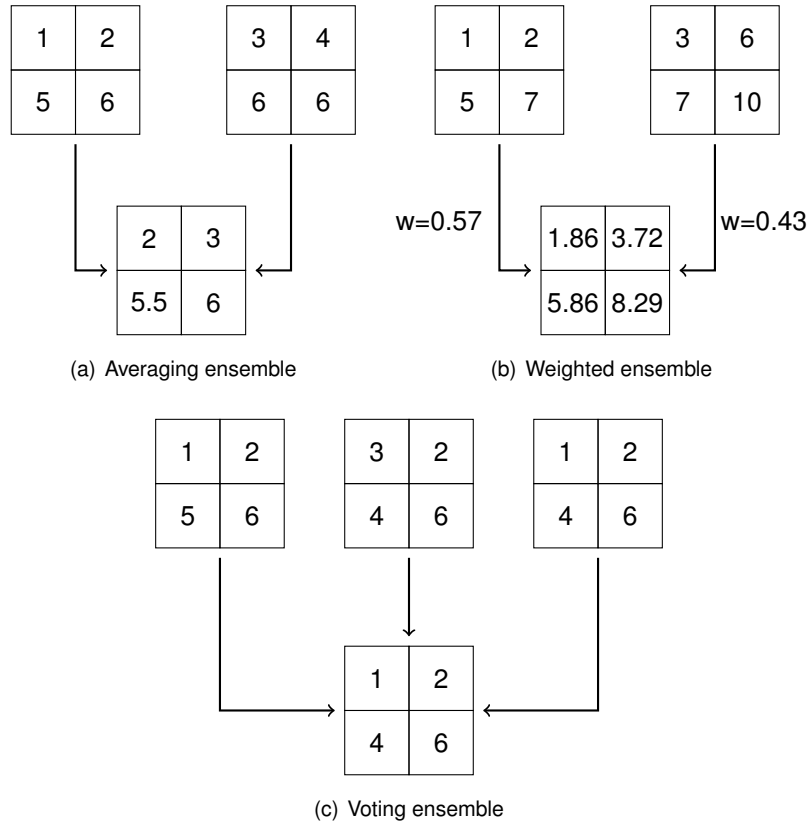 1 2 3 4
5 6 6 6
2 3
5.5 6
(a) Averaging ensemble
1 2 3 6
5 7 7 10
w=0.57 w=0.43
1.86 3.72
5.86 8.29
(b) Weighted ensemble
1 2 3 2 1 2
5 6 4 6 4 6
1 2
4 6
(c) Voting ensemble